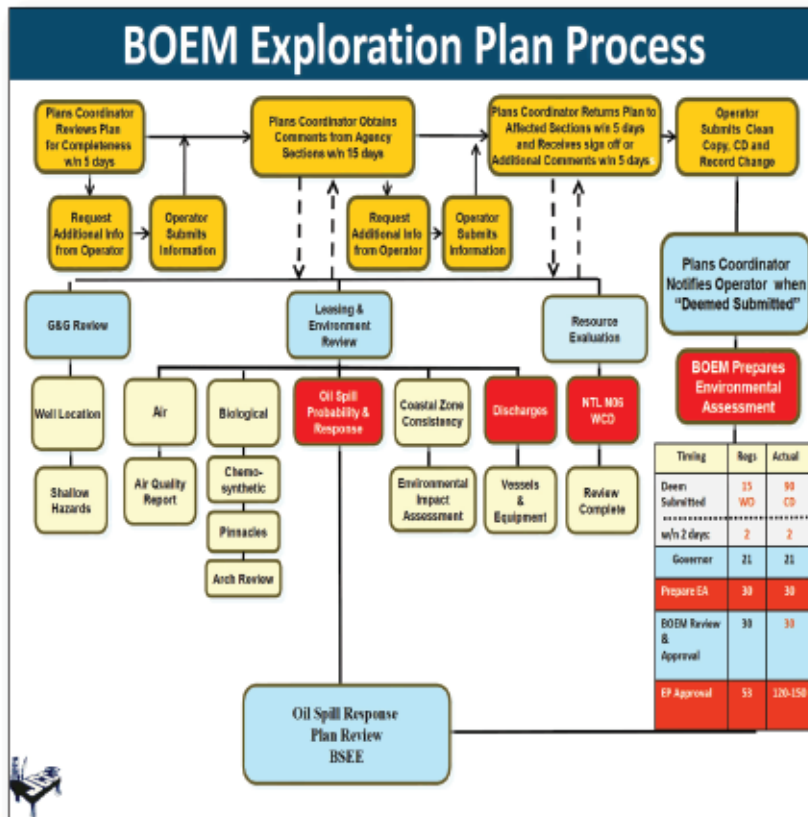 BOEM Exploration Plan Process
Plans Coordinator
Reviews Plan
for Completeness
w/n 5 days
Plans Coordinator Obtains
Comments from Agency
Sections w/n 15 days
Plans Coordinator Returns Plan to
Affected Sections w/n 5 days
and Receives sign off or
Additional Comments w/n 5 days
Operator
Submits Clean
Copy, CD and
Record Change
Request
Additional Info
from Operator
Operator
Submits
Information
Request
Additional Info
from Operator
Operator
Submits
Information
Plans Coordinator
Notifies Operator when
“Deemed Submitted”
G&G Review
Leasing &
Environment
Review
Resource
Evaluation
BOEM Prepares
Environmental
Assessment
Well Location
Air
Biological
Oil Spill
Probability &
Response
Coastal Zone
Consistency
Discharges
NTL N06
WCD
Shallow
Hazards
Air Quality
Report
Chemo-
synthetic
Pinnacles
Arch Review
Environmental
Impact
Assessment
Vessels
&
Equipment
Review
Complete
Timing Regs Actual
Deem 15 90
Submitted WD CD
w/n 2 days: 2 2
Governor 21 21
Prepare EA 30 30
BOEM Review 30 30
&
Approval
EP Approval 53 120-150
Oil Spill Response
Plan Review
BSEE